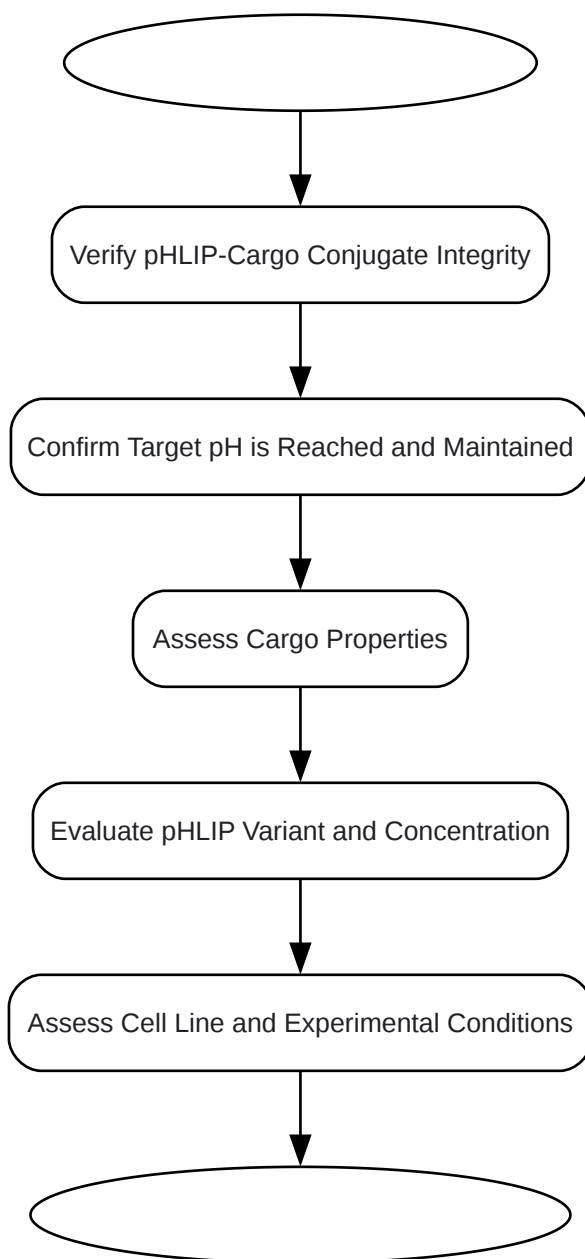 Verify pHLIP-Cargo Conjugate Integrity
Confirm Target pH is Reached and Maintained
Assess Cargo Properties
Evaluate pHLIP Variant and Concentration
Assess Cell Line and Experimental Conditions